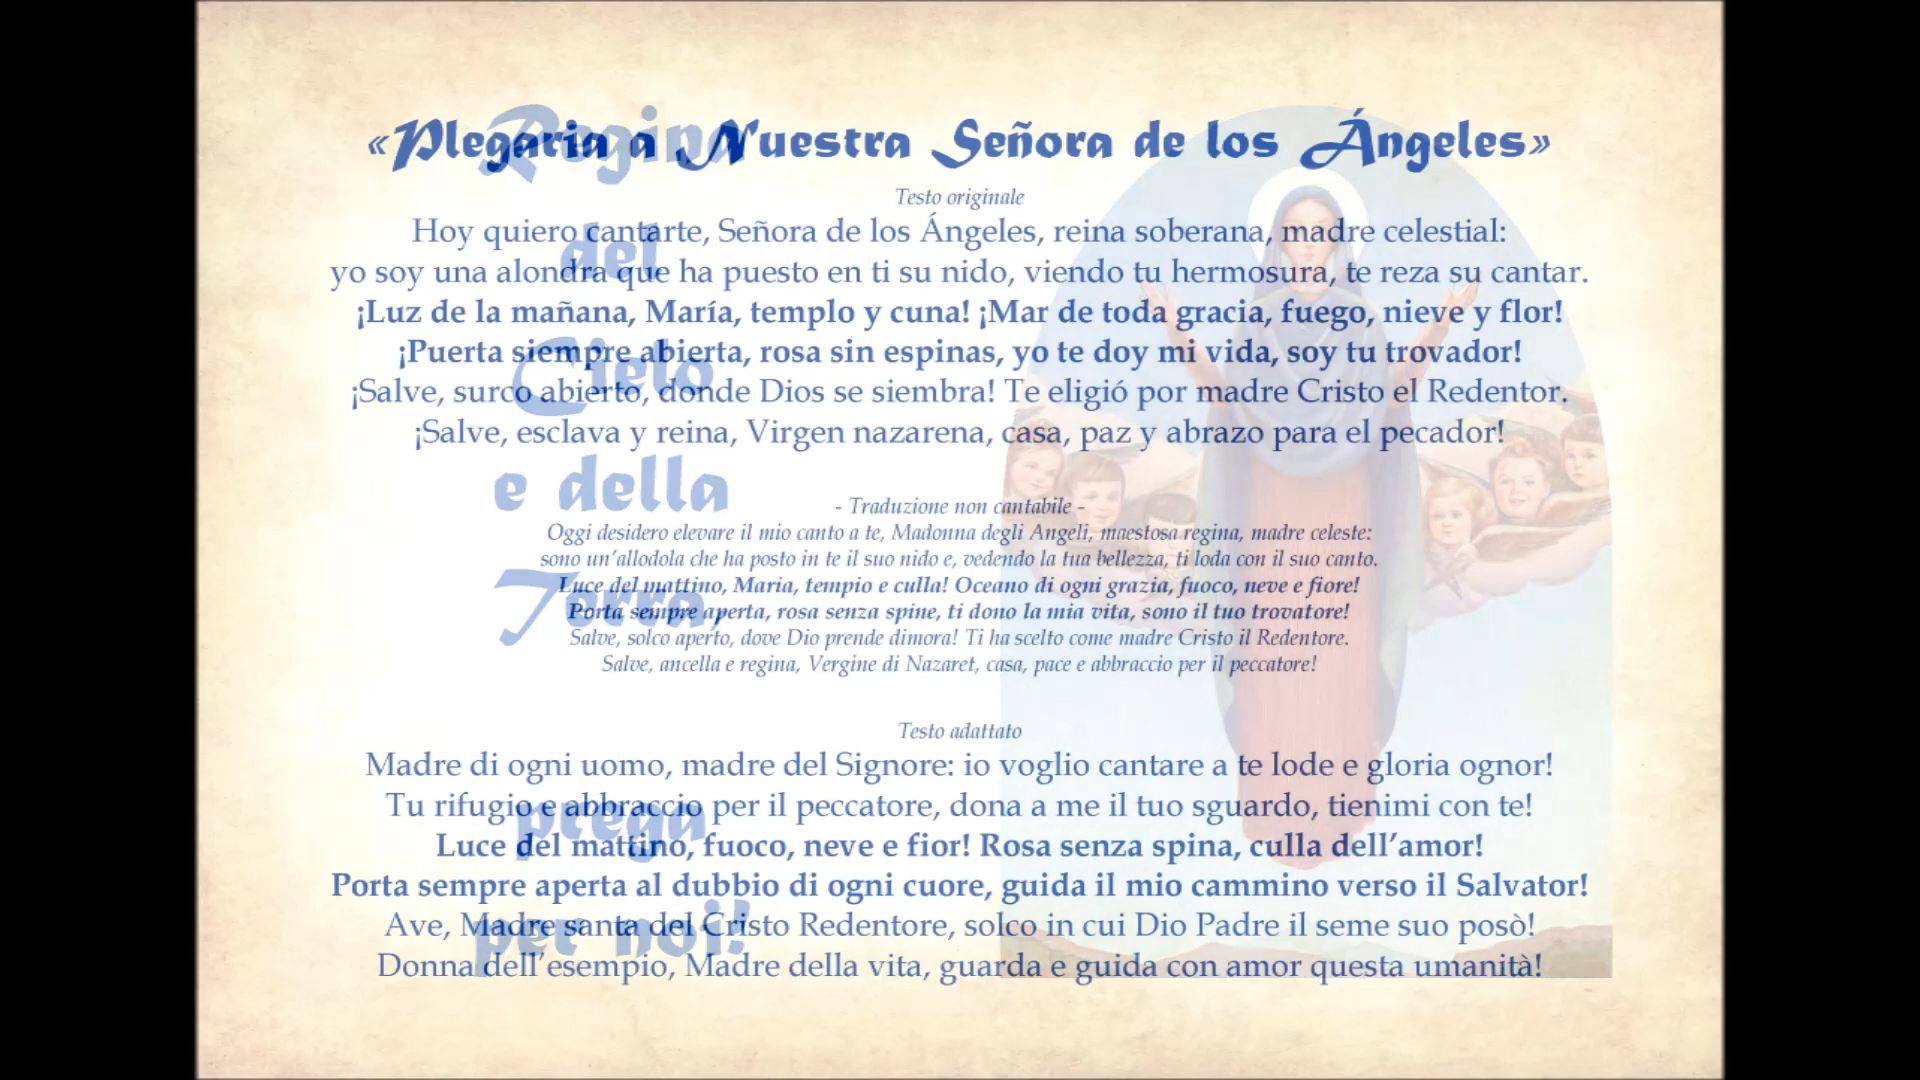 «Plegaria a Nuestra Señora de los Ángeles»
Testo originale
Hoy quiero cantarte, Señora de los Ángeles, reina soberana, madre celestial:
yo soy una alondra que ha puesto en ti su nido, viendo tu hermosura, te reza su cantar.
¡Luz de la mañana, María, templo y cuna! ¡Mar de toda gracia, fuego, nieve y flor!
¡Puerta siempre abierta, rosa sin espinas, yo te doy mi vida, soy tu trovador!
¡Salve, surco abierto, donde Dios se siembra! Te eligió por madre Cristo el Redentor.
¡Salve, esclava y reina, Virgen nazarena, casa, paz y abrazo para el pecador!
- Traduzione non cantabile -
Oggi desidero elevare il mio canto a te, Madonna degli Angeli, maestosa regina, madre celeste:
sono un'allodola che ha posto in te il suo nido e, vedendo la tua bellezza, ti loda con il suo canto.
Luce del mattino, Maria, tempio e culla! Oceano di ogni grazia, fuoco, neve e fiore!
Porta sempre aperta, rosa senza spine, ti dono la mia vita, sono il tuo trovatore!
Salve, solco aperto, dove Dio prende dimora! Ti ha scelto come madre Cristo il Redentore.
Salve, ancella e regina, Vergine di Nazaret, casa, pace e abbraccio per il peccatore!
Testo adattato
Madre di ogni uomo, madre del Signore: io voglio cantare a te lode e gloria ognor!
Tu rifugio e abbraccio per il peccatore, dona a me il tuo sguardo, tienimi con te!
Luce del mattino, fuoco, neve e fior! Rosa senza spina, culla dell'amor!
Porta sempre aperta al dubbio di ogni cuore, guida il mio cammino verso il Salvator!
Ave, Madre santa del Cristo Redentore, solco in cui Dio Padre il seme suo posò!
Donna dell'esempio, Madre della vita, guarda e guida con amor questa umanità!
Regina
del
Cielo
e della
Terra,
prega
per noi!